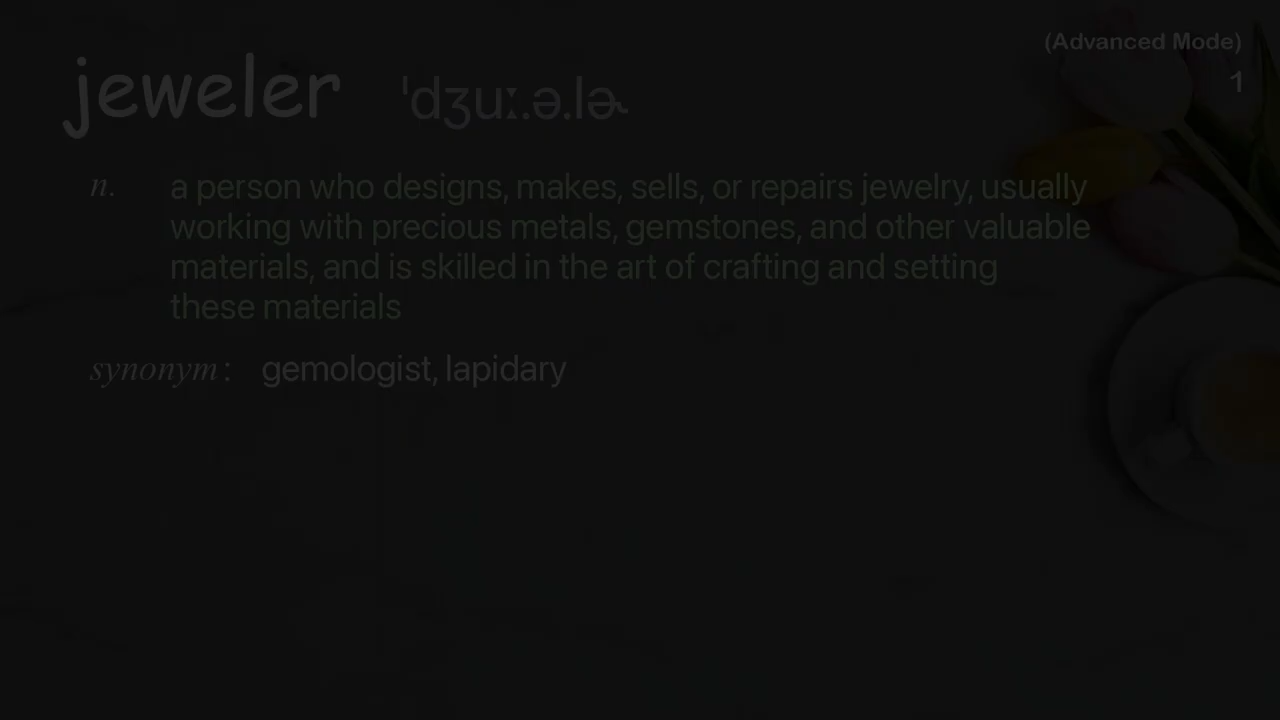 (Advanced Mode)
jeweler ˈdʒuː.ə.lɚ
1
n. a person who designs, makes, sells, or repairs jewelry, usually
working with precious metals, gemstones, and other valuable
materials, and is skilled in the art of crafting and setting
these materials
synonym: gemologist, lapidary